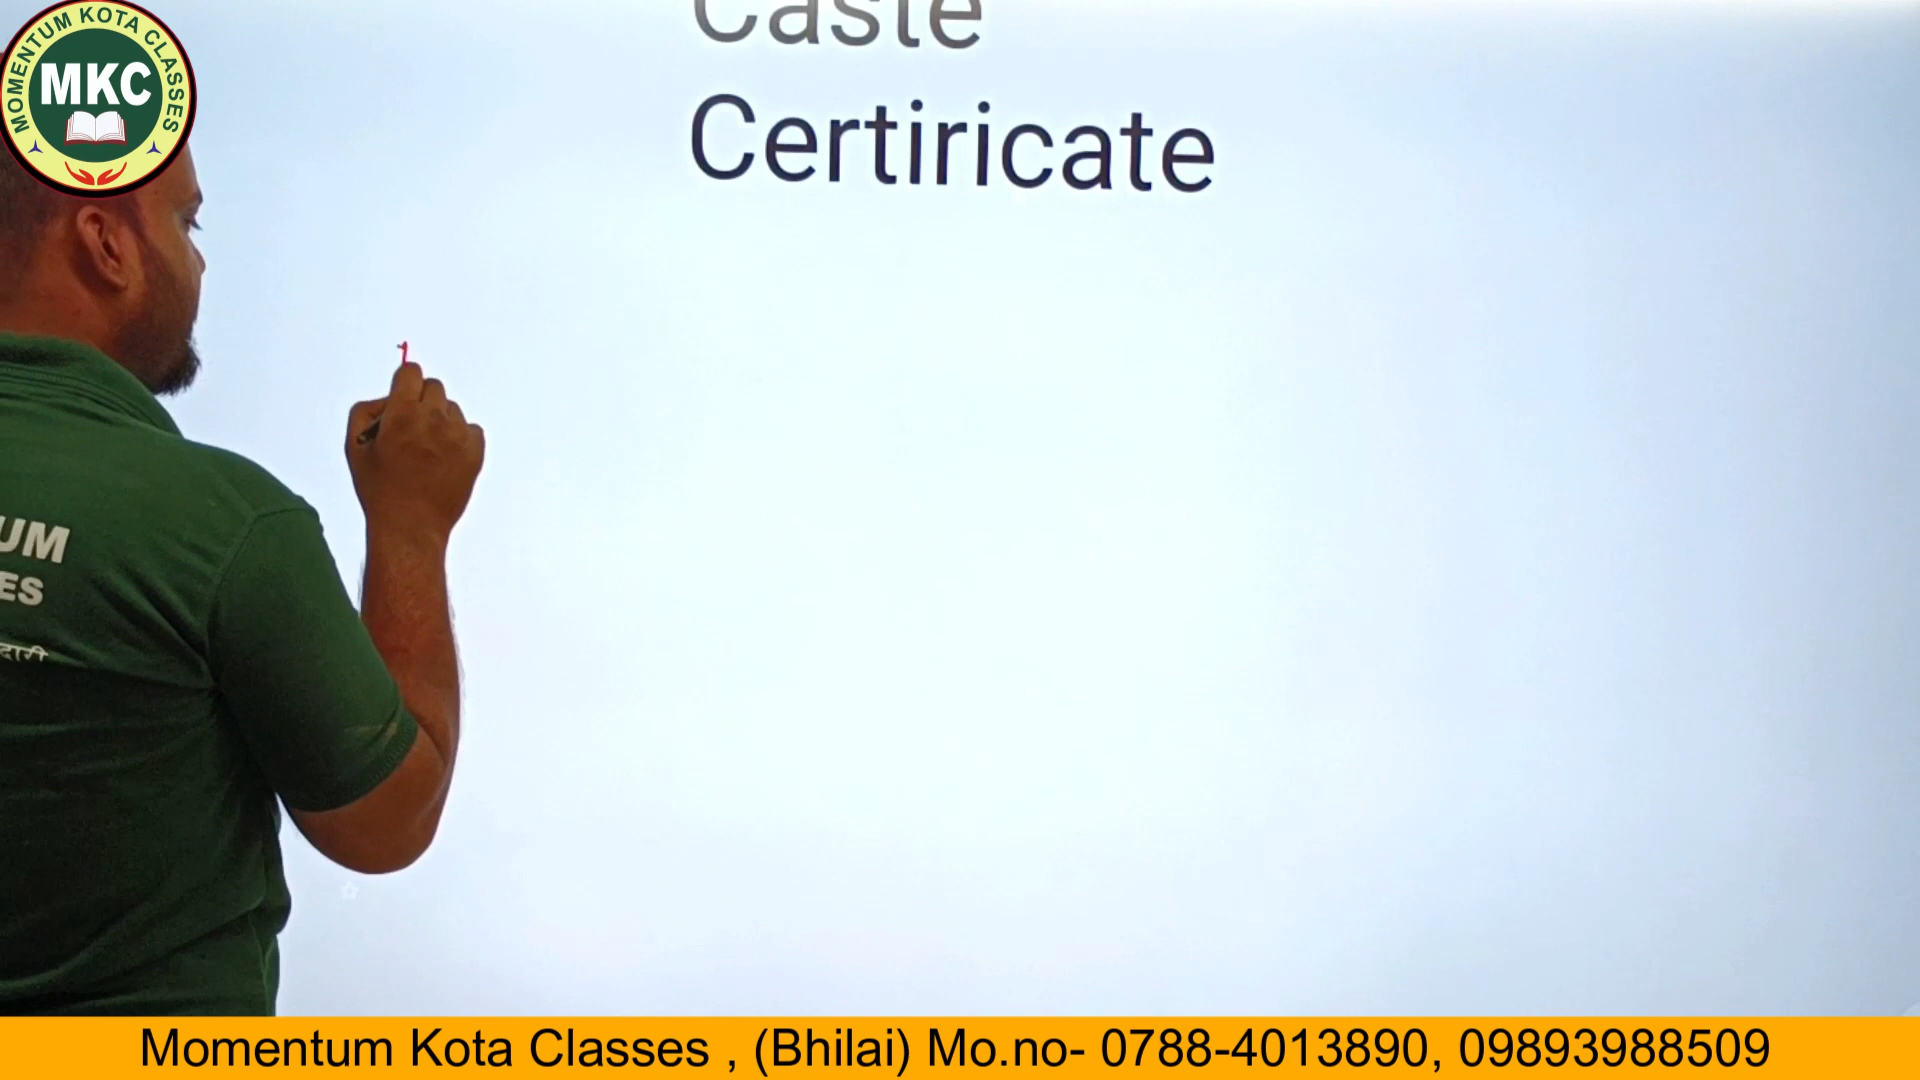 MOMENTUM KOTA CLASSES
MKC
Caste
Certiricate
UM
ES
दारी
Momentum Kota Classes , (Bhilai) Mo.no- 0788-4013890, 09893988509